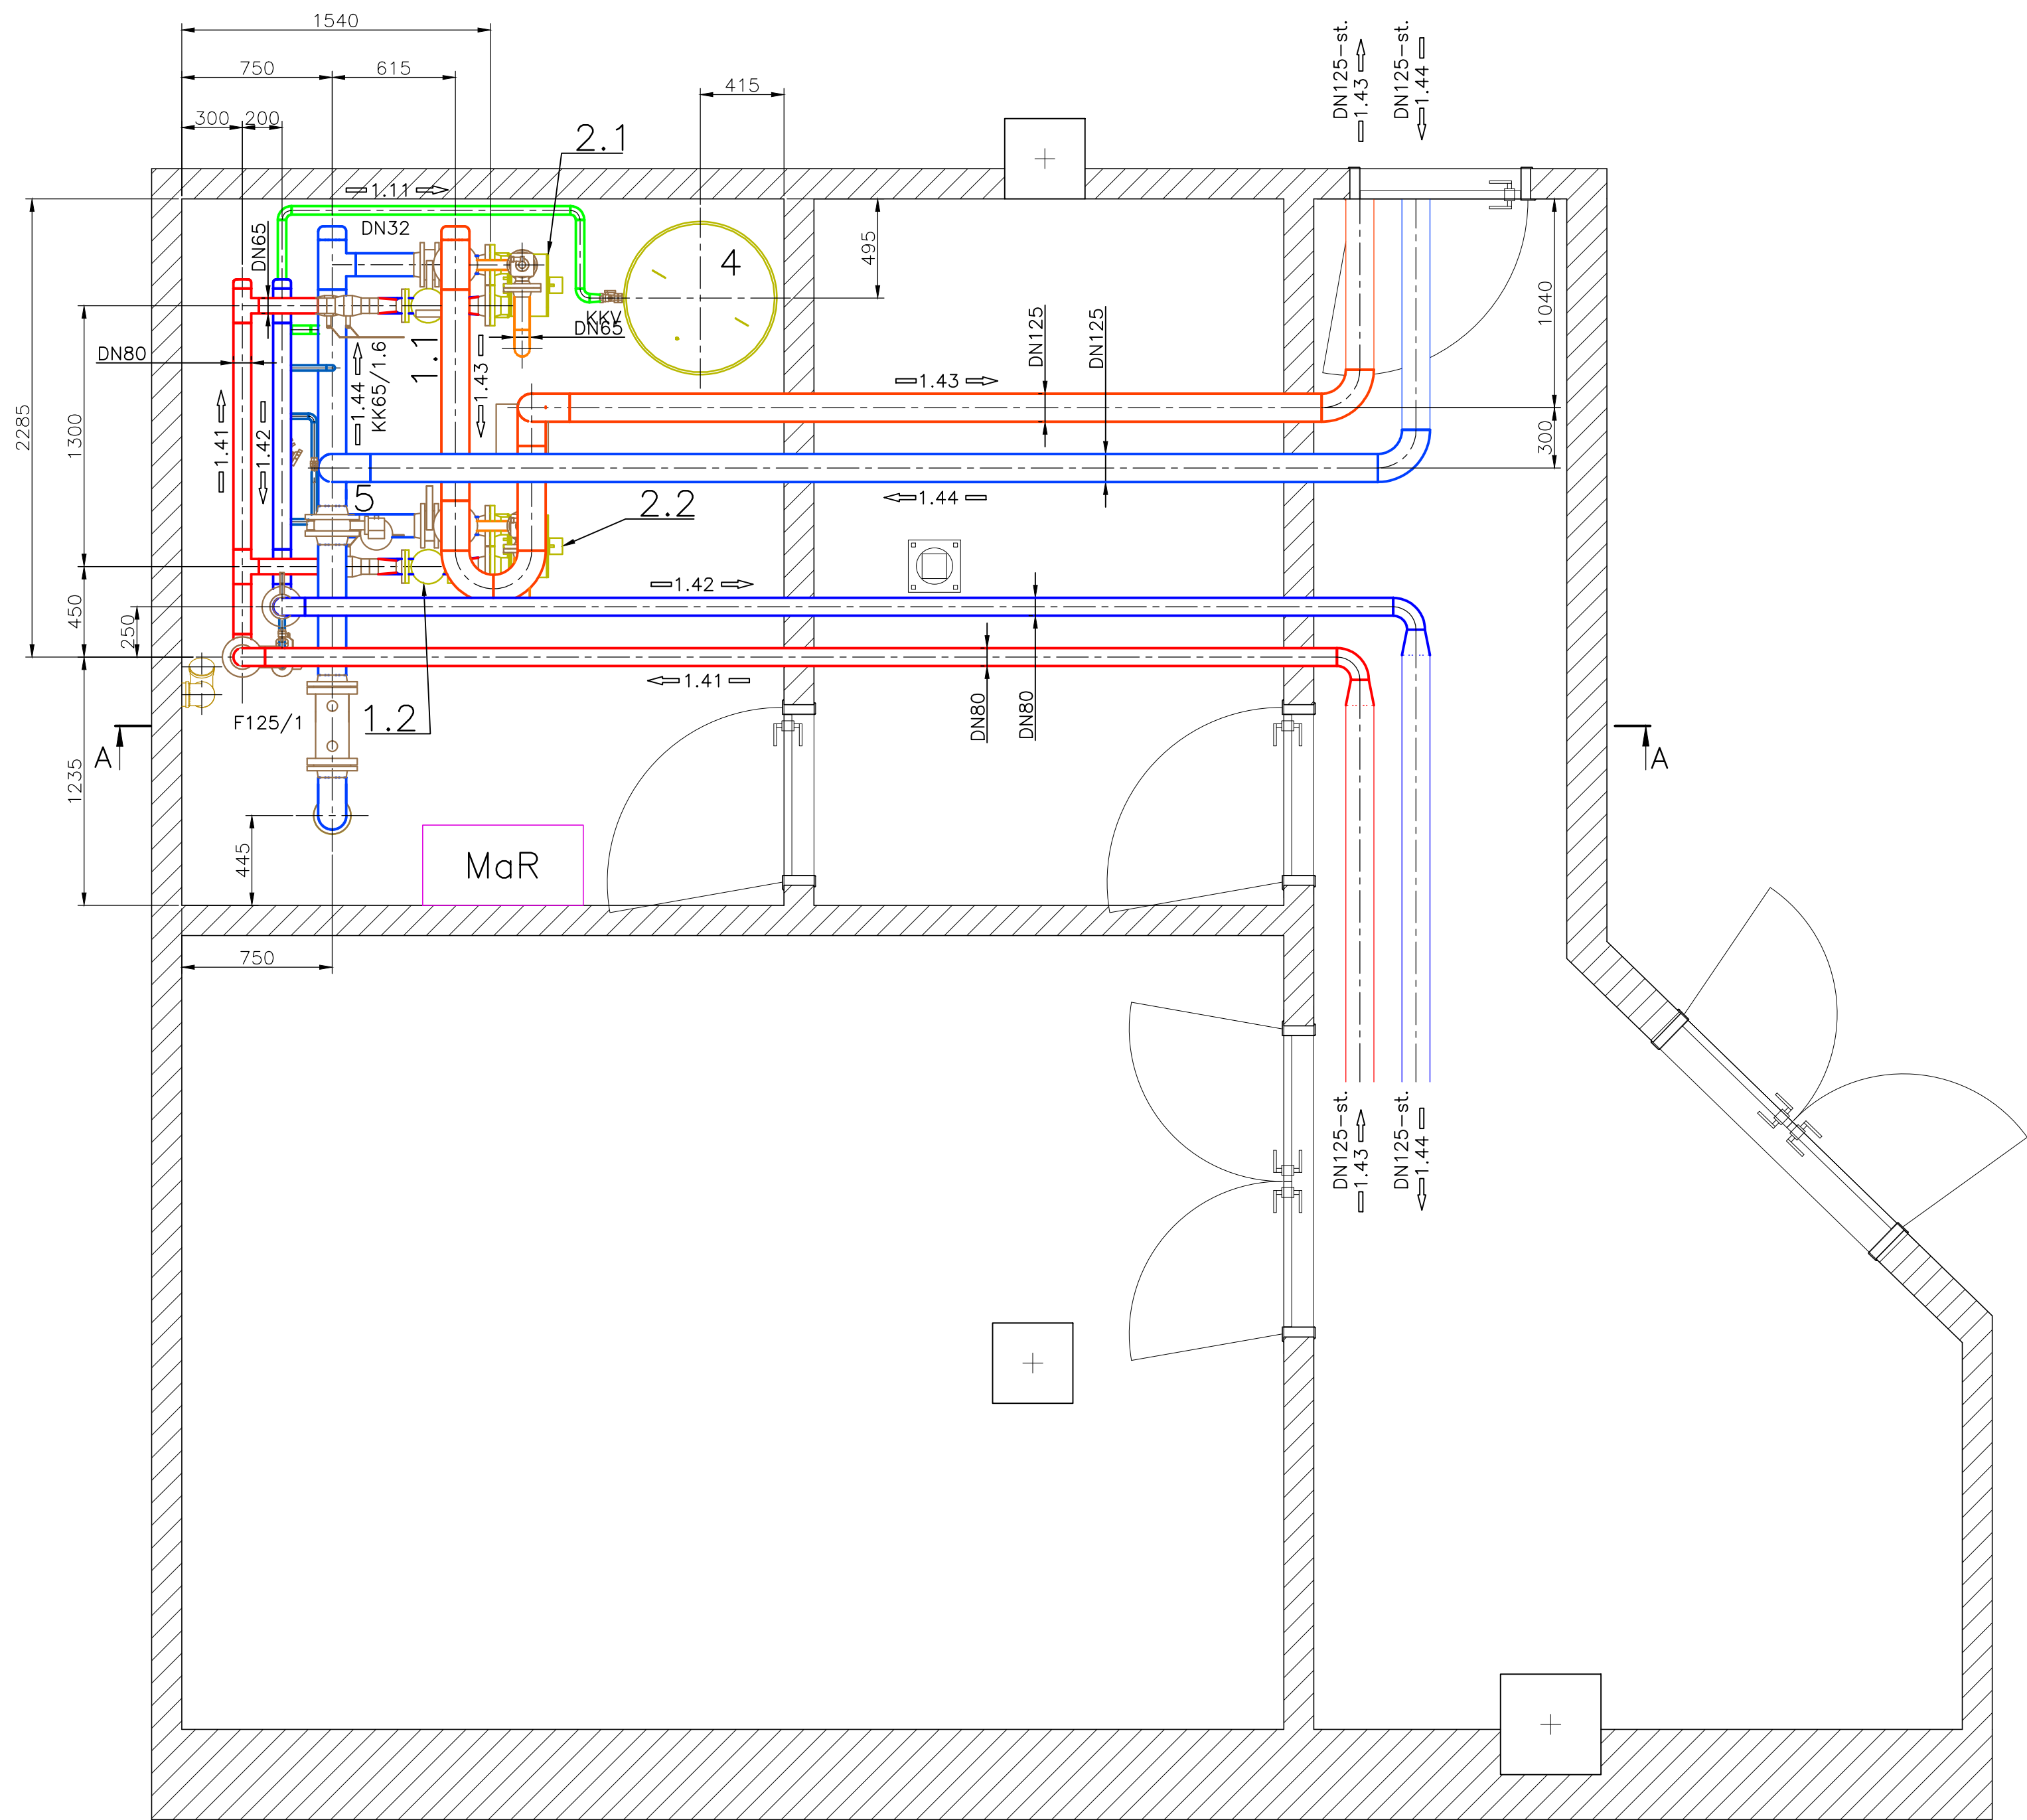 1540
DN125-st.
1.43
DN125-st.
1.44
750
615
415
300
200
2.1
1.11
DN32
DN65
4
495
KKV
DN65
1040
DN80
2285
1300
1.41
1.42
1.44
KK65/1.6
1.1
1.43
DN125
DN125
1.43
300
1.44
5
2.2
450
250
1.42
1.41
DN80
DN80
F125/1
1.2
A
A
1235
445
MaR
750
DN125-st.
1.43
DN125-st.
1.44